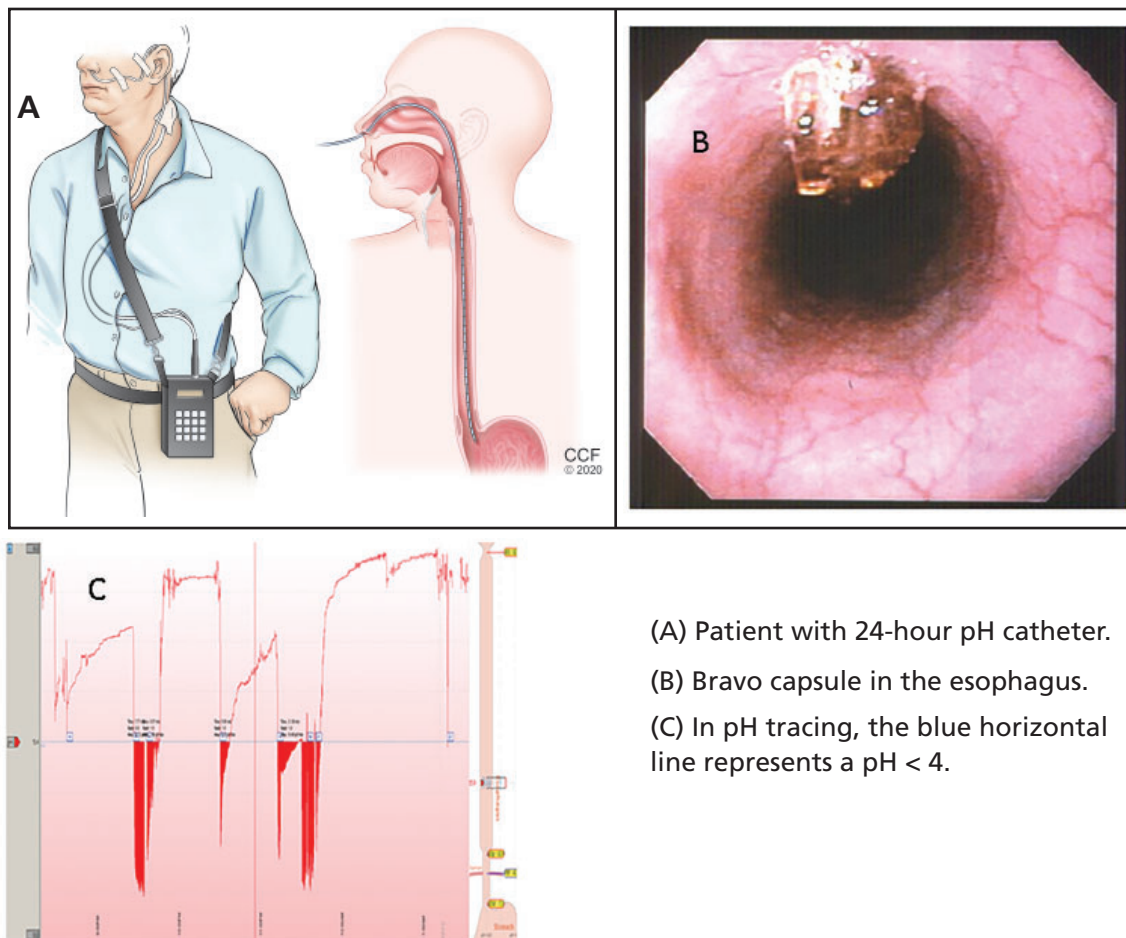 A
CCF
© 2020
B
C
(A) Patient with 24-hour pH catheter.
(B) Bravo capsule in the esophagus.
(C) In pH tracing, the blue horizontal
line represents a pH < 4.